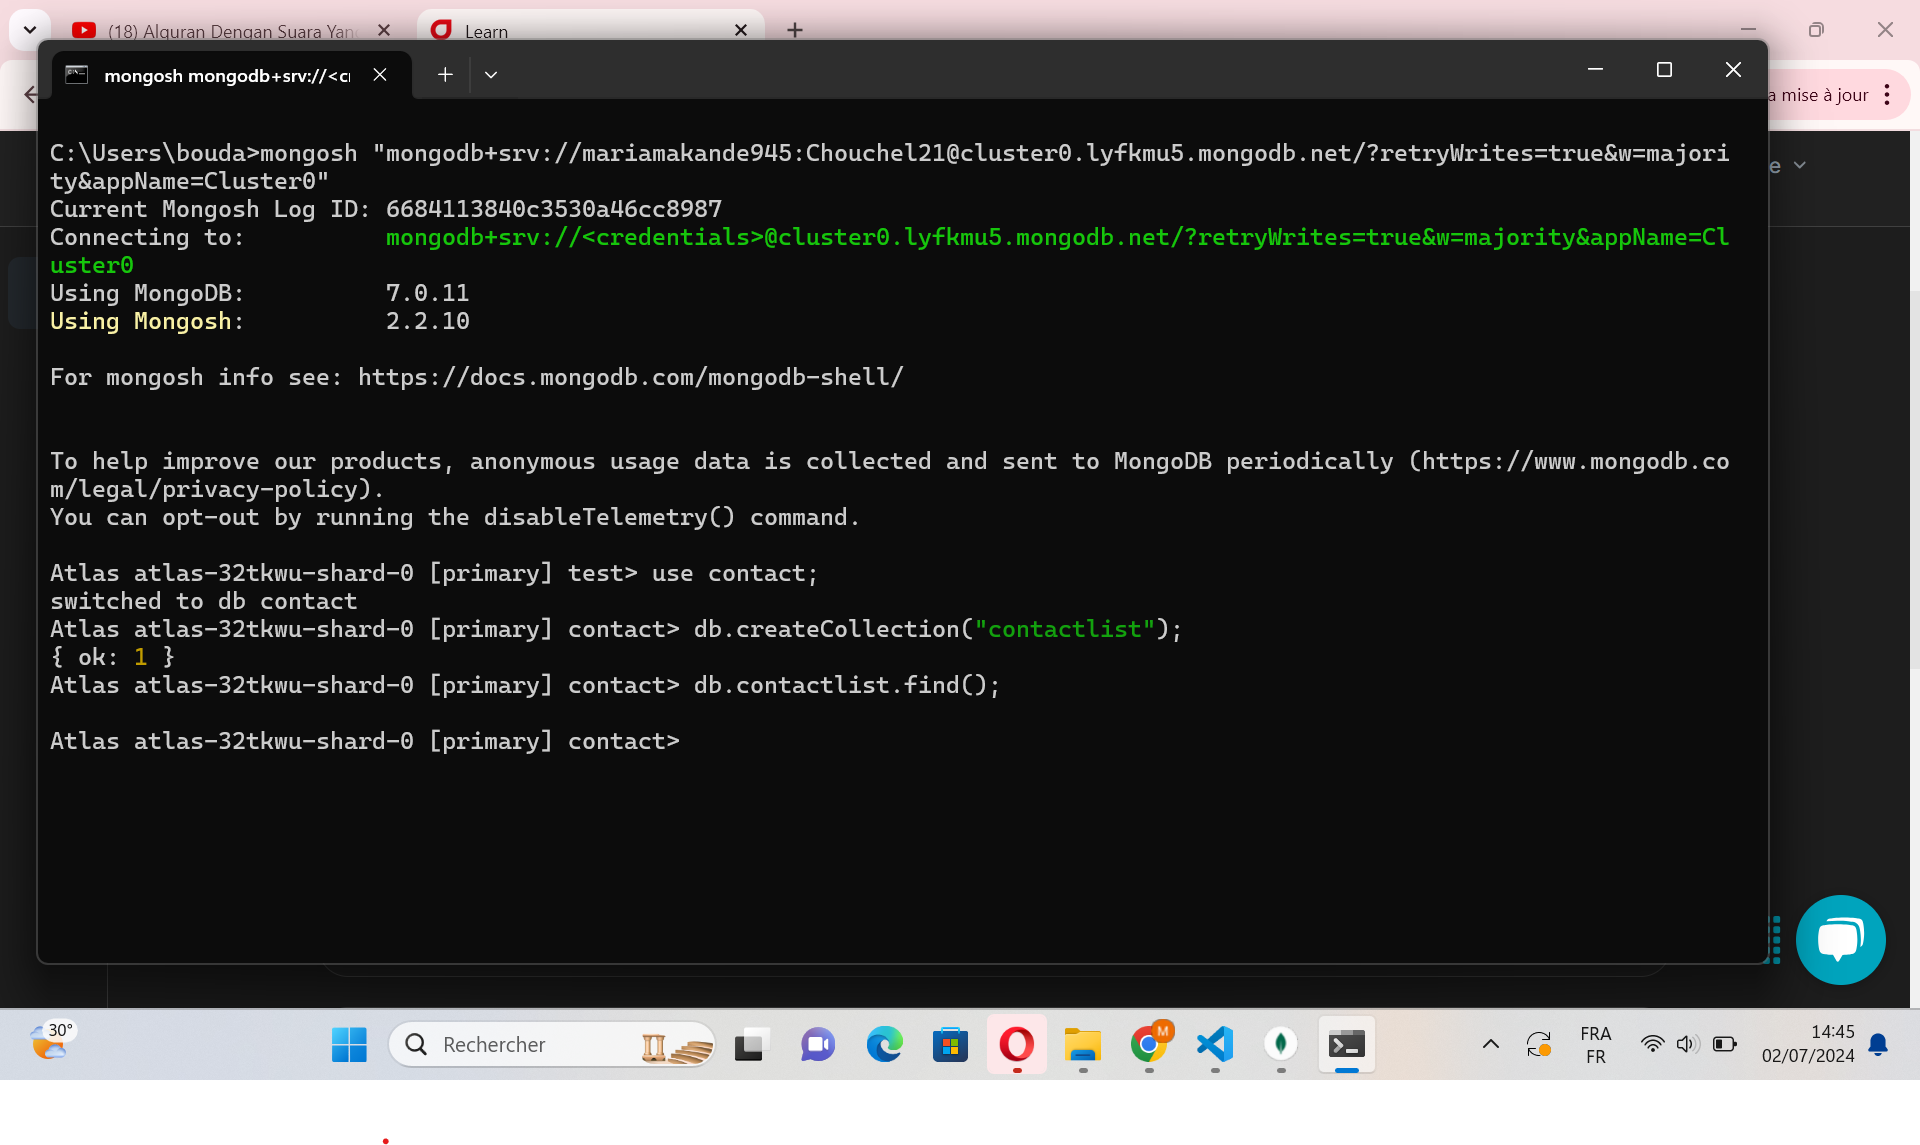 (18) Alquran Dengan Suara Yang
Learn
mongosh mongodb+srv://<cr
a mise à jour
e
C:\Users\bouda>mongosh "mongodb+srv://mariamakande945:Chouchel21@cluster0.lyfkmu5.mongodb.net/?retryWrites=true&w=majori
ty&appName=Cluster0"
Current Mongosh Log ID: 6684113840c3530a46cc8987
Connecting to: mongodb+srv://<credentials>@cluster0.lyfkmu5.mongodb.net/?retryWrites=true&w=majority&appName=Cl
uster0
Using MongoDB: 7.0.11
Using Mongosh: 2.2.10
For mongosh info see: https://docs.mongodb.com/mongodb-shell/
To help improve our products, anonymous usage data is collected and sent to MongoDB periodically (https://www.mongodb.co
m/legal/privacy-policy).
You can opt-out by running the disableTelemetry() command.
Atlas atlas-32tkwu-shard-0 [primary] test> use contact;
switched to db contact
Atlas atlas-32tkwu-shard-0 [primary] contact> db.createCollection("contactlist");
{ ok: 1 }
Atlas atlas-32tkwu-shard-0 [primary] contact> db.contactlist.find();
Atlas atlas-32tkwu-shard-0 [primary] contact>
30°
Rechercher
M
FRA
FR
14:45
02/07/2024